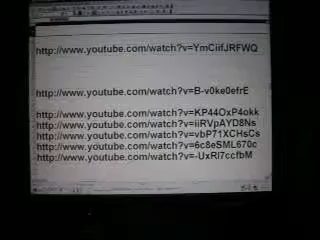 http://www.youtube.com/watch?v=YmCiifJRFWQ
http://www.youtube.com/watch?v=B-v0ke0efrE
http://www.youtube.com/watch?v=KP44OxP4okk
http://www.youtube.com/watch?v=iiRVpAYD8Ns
http://www.youtube.com/watch?v=vbP71XCHsCs
http://www.youtube.com/watch?v=6c8eSML670c
http://www.youtube.com/watch?v=-UxRl7ccfbM